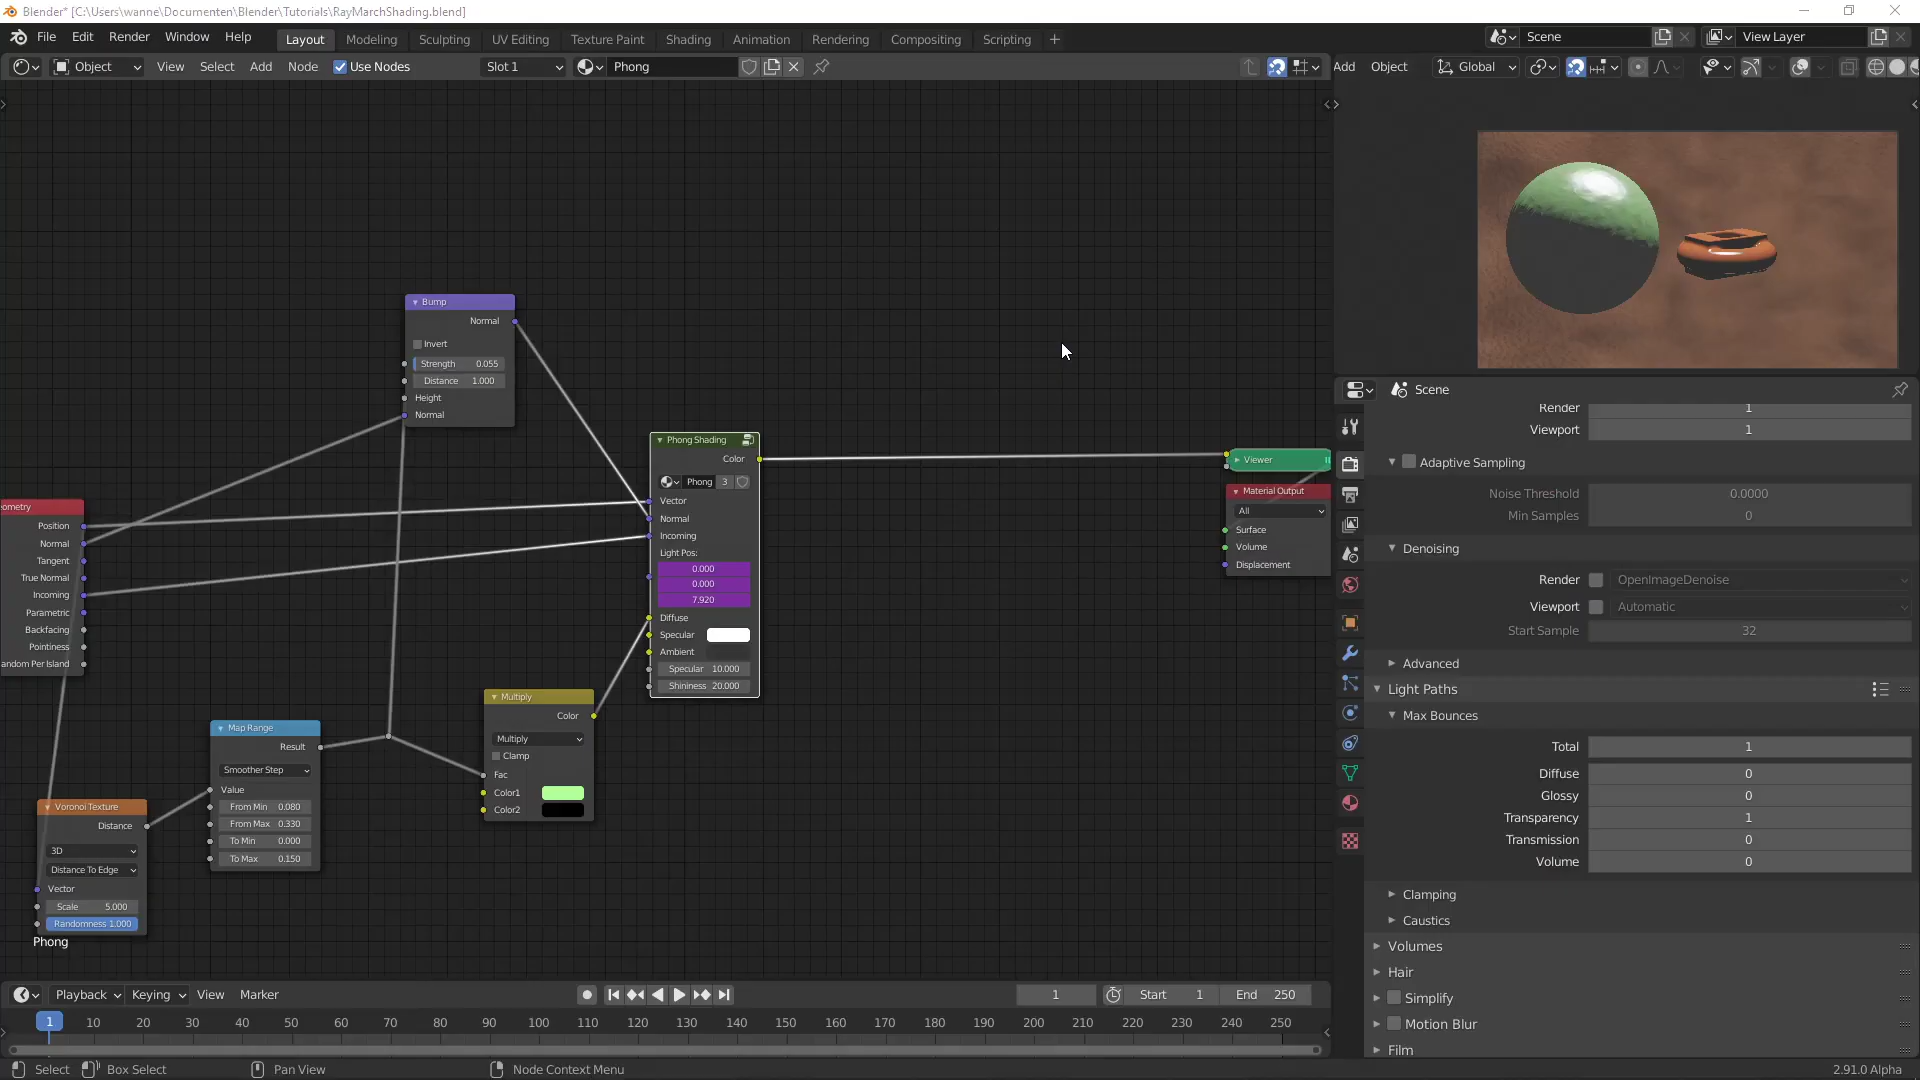 Blender* [C:\Users\wanne\Documenten\Blender\Tutorials\RayMarchShading.blend]
File Edit Render Window Help Layout Modeling Sculpting UV Editing Texture Paint Shading Animation Rendering Compositing Scripting + Scene View Layer
Object View Select Add Node Use Nodes Slot 1 Phong Add Object Global
Bump
Normal
Invert
Strength 0.055
Distance 1.000
Height
Normal
Phong Shading
Color
Phong 3
Vector
Normal
Incoming
Light Pos:
0.000
0.000
7.920
Diffuse
Specular
Ambient
Specular 10.000
Shininess 20.000
Viewer
Material Output
All
Surface
Volume
Displacement
eometry
Position
Normal
Tangent
True Normal
Incoming
Parametric
Backfacing
Pointiness
andom Per Island
Multiply
Color
Multiply
Clamp
Fac
Color1
Color2
Map Range
Result
Smoother Step
Value
From Min 0.080
From Max 0.330
To Min 0.000
To Max 0.150
Voronoi Texture
Distance
3D
Distance To Edge
Vector
Scale 5.000
Randomness 1.000
Phong
Scene
Render 1
Viewport 1
Adaptive Sampling
Noise Threshold 0.0000
Min Samples 0
Denoising
Render OpenImageDenoise
Viewport Automatic
Start Sample 32
Advanced
Light Paths
Max Bounces
Total 1
Diffuse 0
Glossy 0
Transparency 1
Transmission 0
Volume 0
Clamping
Caustics
Volumes
Hair
Simplify
Motion Blur
Film
Playback Keying View Marker 1 Start 1 End 250
1 10 20 30 40 50 60 70 80 90 100 110 120 130 140 150 160 170 180 190 200 210 220 230 240 250
Select Box Select Pan View Node Context Menu 2.91.0 Alpha